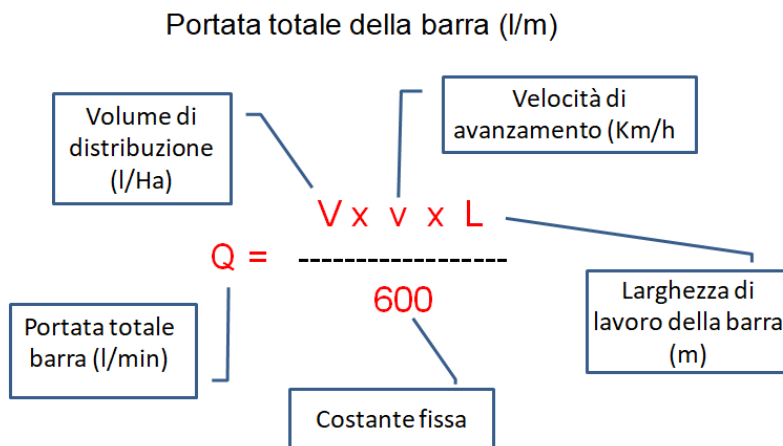 Portata totale della barra (l/m)
Volume di
distribuzione
(l/Ha)
Velocità di
avanzamento (Km/h
V x v x L
Q = ------------------
600
Portata totale
barra (l/min)
Larghezza di
lavoro della barra
(m)
Costante fissa